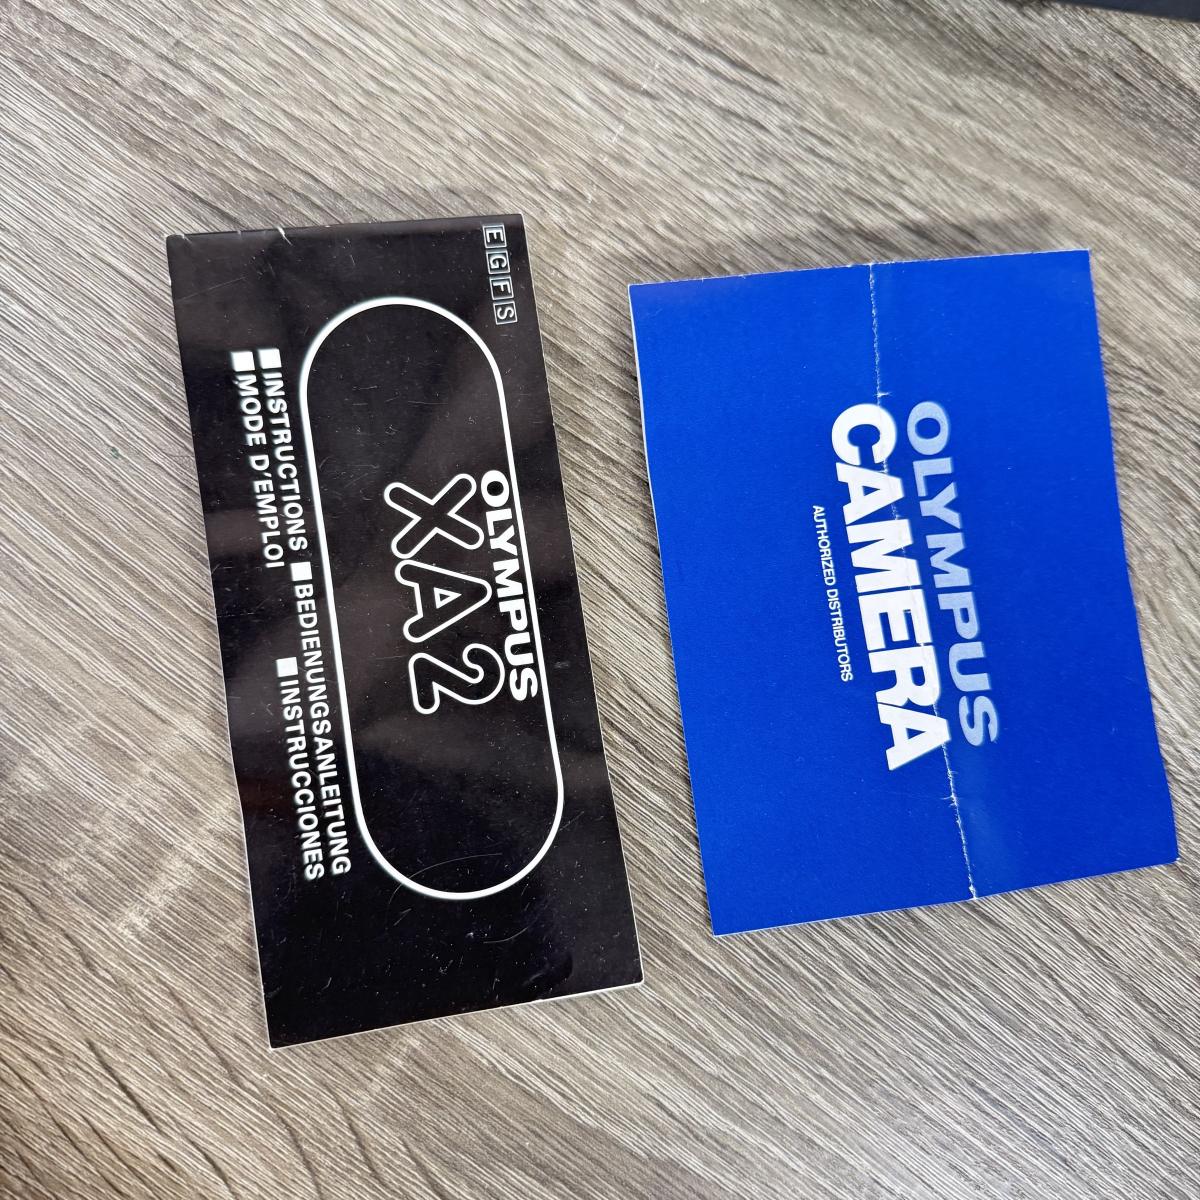 E G F S
OLYMPUS
XA2
■INSTRUCTIONS ■BEDIENUNGSANLEITUNG
■MODE D'EMPLOI ■INSTRUCCIONES
OLYMPUS
CAMERA
AUTHORIZED DISTRIBUTORS